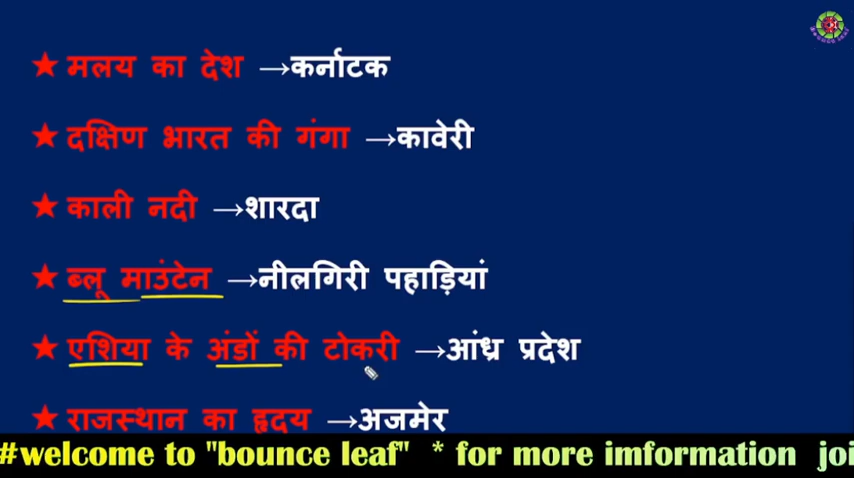 ★ मलय का देश →कर्नाटक
★ दक्षिण भारत की गंगा →कावेरी
★ काली नदी →शारदा
★ ब्लू माउंटेन →नीलगिरी पहाड़ियां
★ एशिया के अंडों की टोकरी →आंध्र प्रदेश
★ राजस्थान का हृदय →अजमेर
#welcome to "bounce leaf" * for more imformation joi